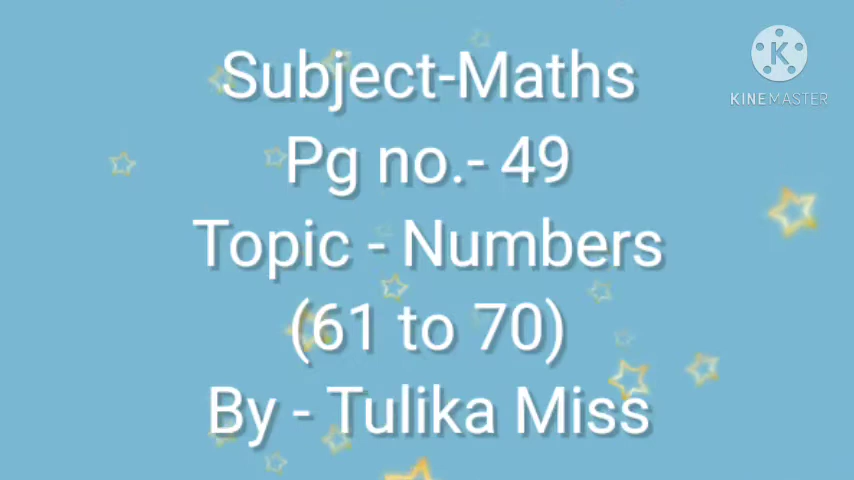 Subject-Maths
Pg no.- 49
Topic - Numbers
(61 to 70)
By - Tulika Miss
K
KINEMASTER